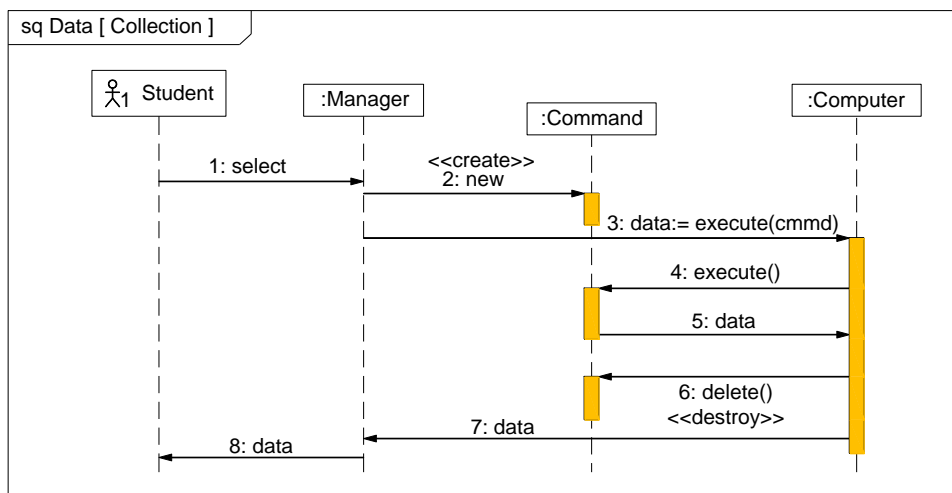 sq Data [ Collection ]
1 Student
:Manager
:Command
:Computer
1: select
<<create>>
2: new
3: data:= execute(cmmd)
4: execute()
5: data
6: delete()
<<destroy>>
7: data
8: data